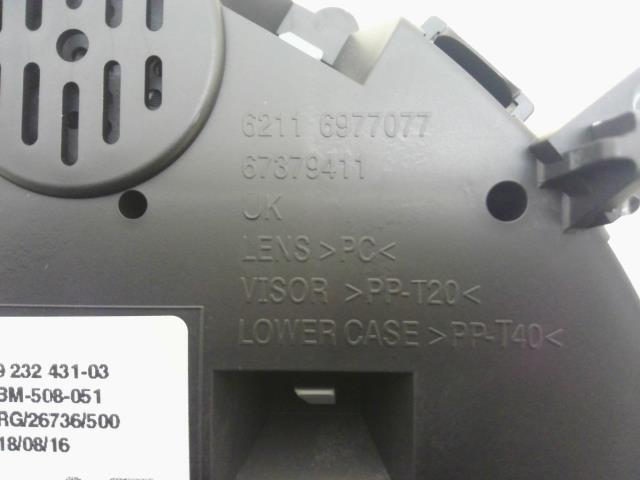 6211 6977077
67379411
UK
LENS >PC<
VISOR >PP-T20<
LOWER CASE >PP-T40<
9 232 431-03
BM-508-051
RG/26736/500
18/08/16